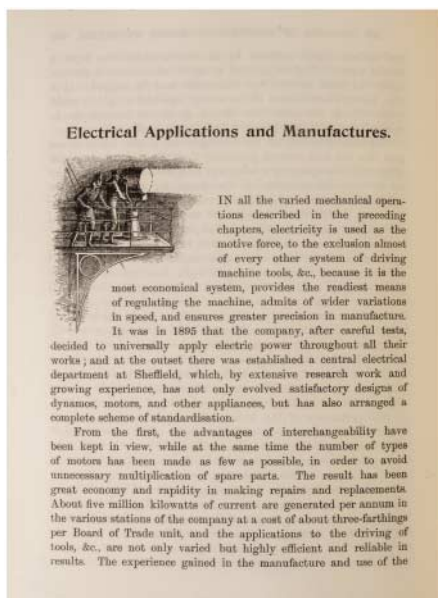 Electrical Applications and Manufactures.
IN all the varied mechanical opera-
tions described in the preceding
chapters, electricity is used as the
motive force, to the exclusion almost
of every other system of driving
machine tools, &c., because it is the
most economical system, provides the readiest means
of regulating the machine, admits of wider variations
in speed, and ensures greater precision in manufacture.
It was in 1895 that the company, after careful tests,
decided to universally apply electric power throughout all their
works; and at the outset there was established a central electrical
department at Sheffield, which, by extensive research work and
growing experience, has not only evolved satisfactory designs of
dynamos, motors, and other appliances, but has also arranged a
complete scheme of standardisation.
From the first, the advantages of interchangeability have
been kept in view, while at the same time the number of types
of motors has been made as few as possible, in order to avoid
unnecessary multiplication of spare parts. The result has been
great economy and rapidity in making repairs and replacements.
About five million kilowatts of current are generated per annum in
the various stations of the company at a cost of about three-farthings
per Board of Trade unit, and the applications to the driving of
tools, &c., are not only varied but highly efficient and reliable in
results. The experience gained in the manufacture and use of the